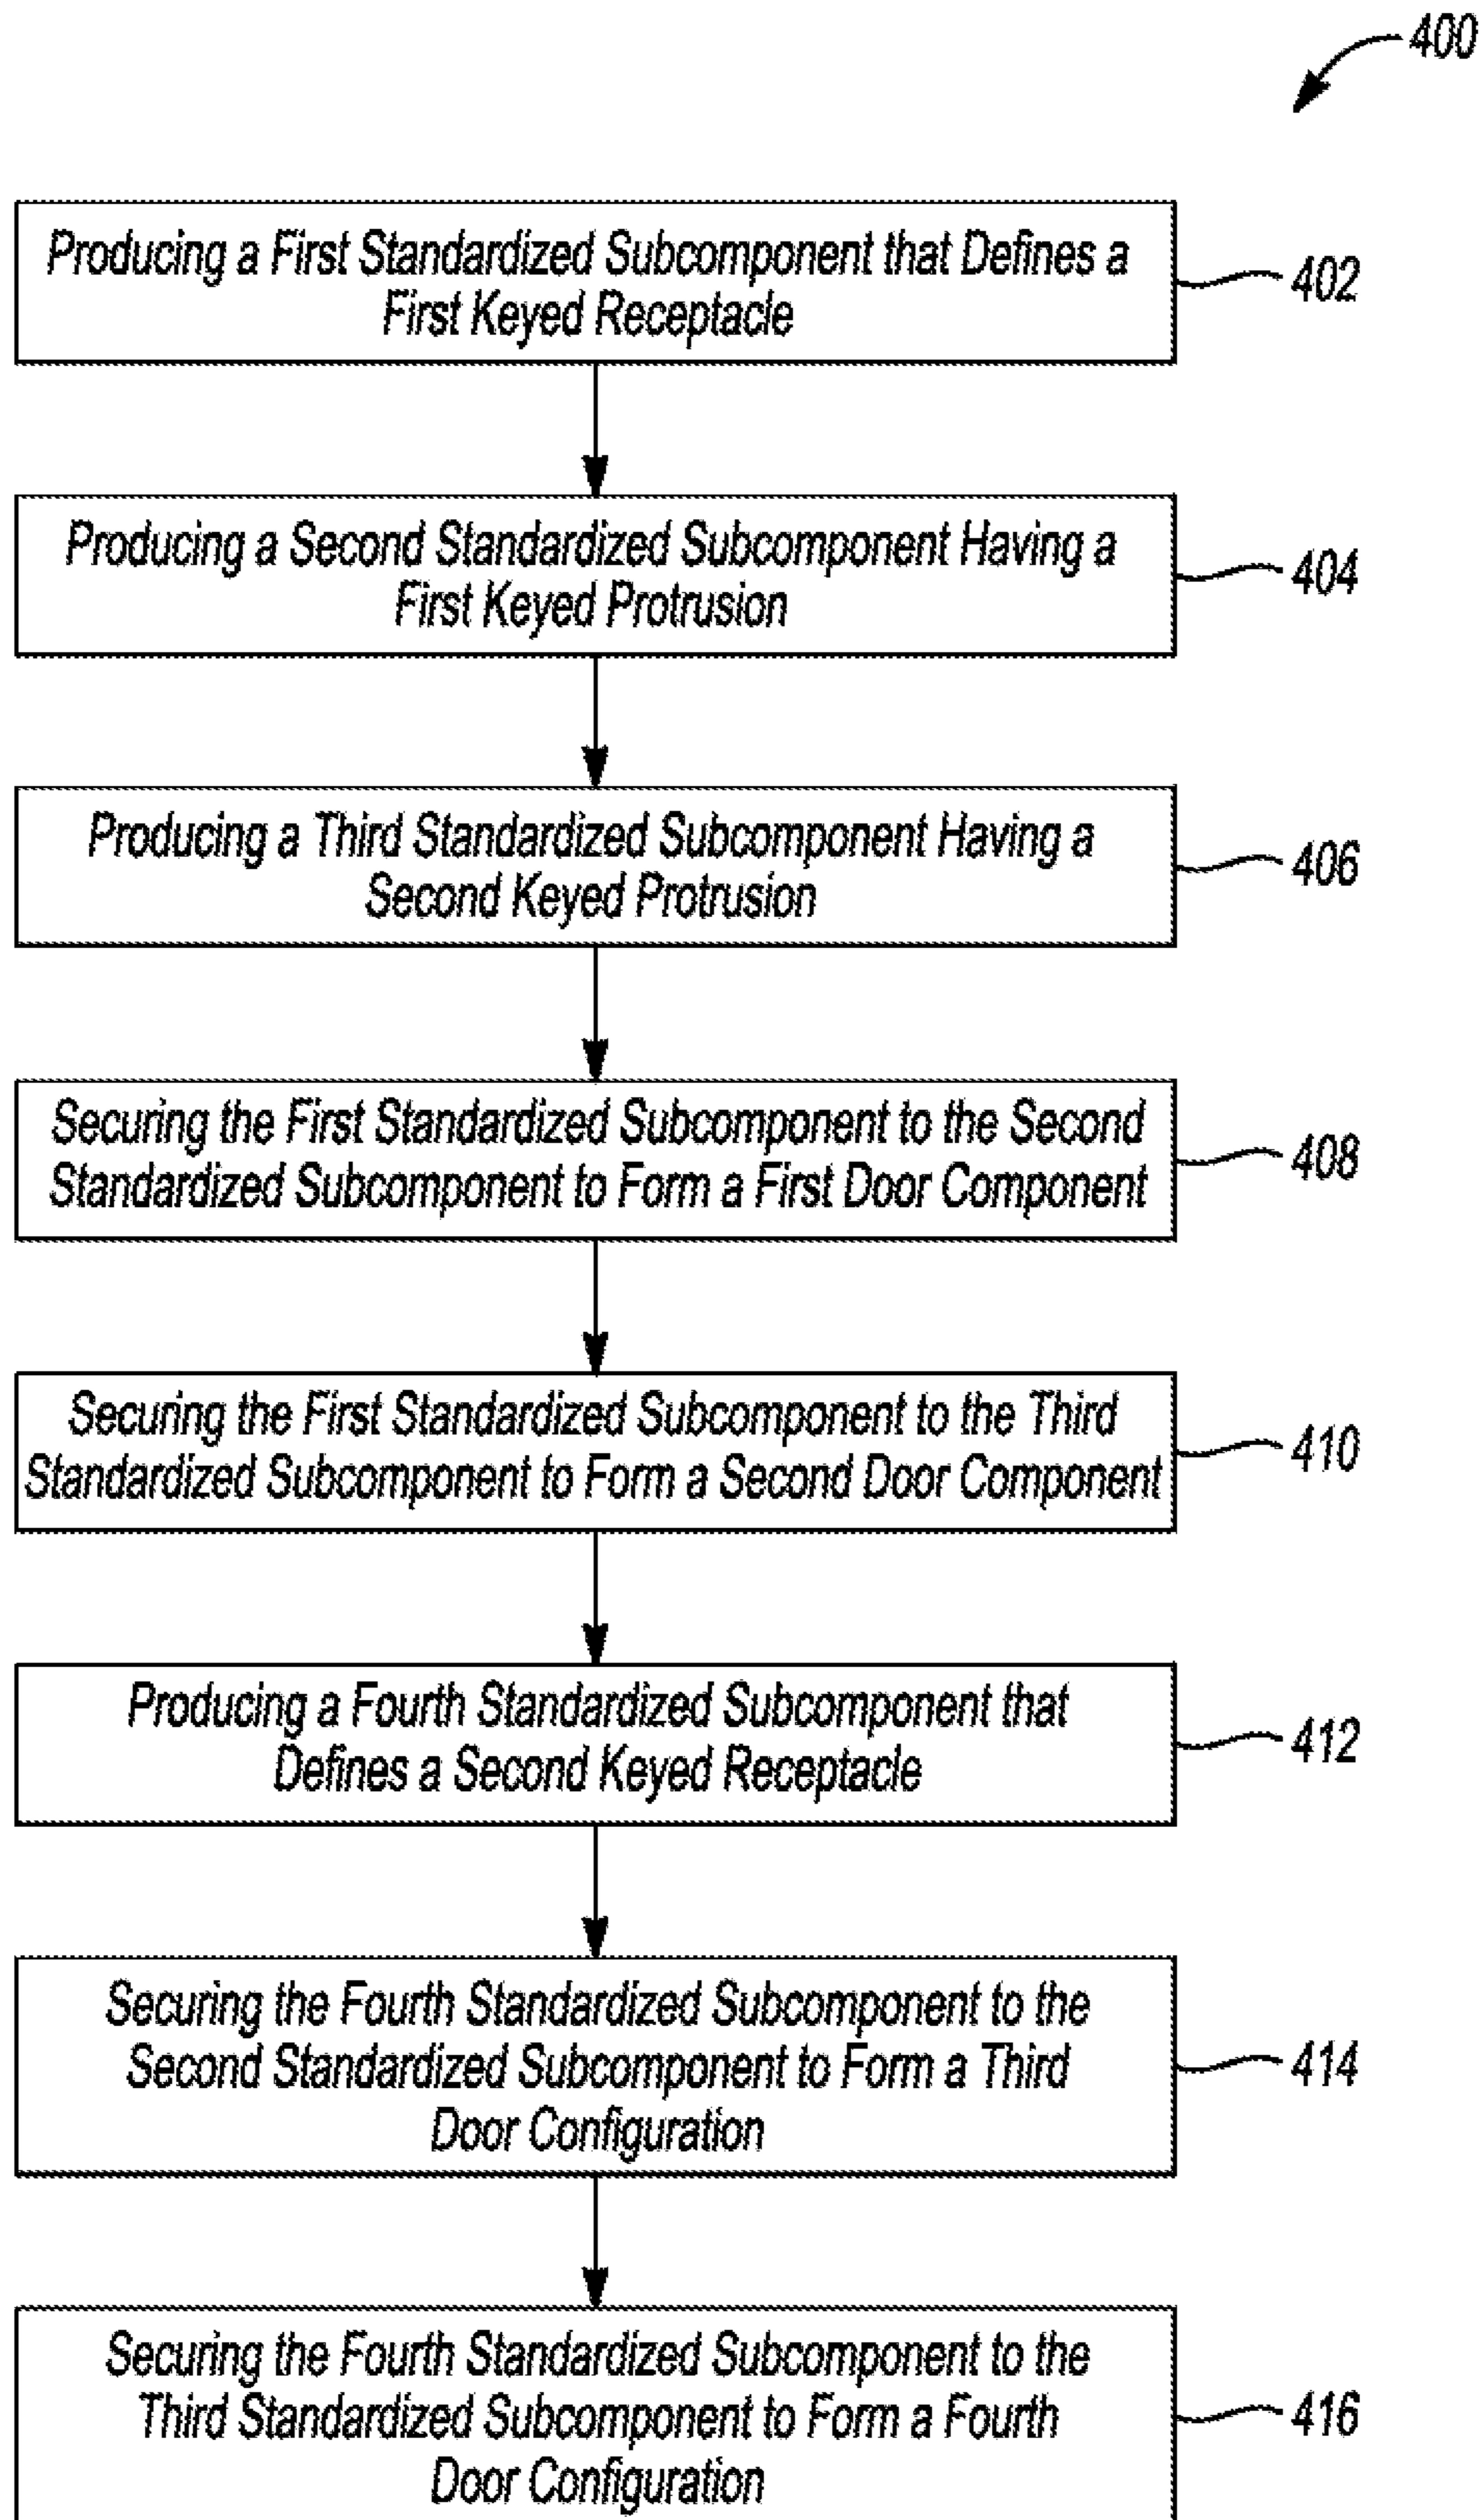 400
Producing a First Standardized Subcomponent that Defines a
First Keyed Receptacle
402
Producing a Second Standardized Subcomponent Having a
First Keyed Protrusion
404
Producing a Third Standardized Subcomponent Having a
Second Keyed Protrusion
406
Securing the First Standardized Subcomponent to the Second
Standardized Subcomponent to Form a First Door Component
408
Securing the First Standardized Subcomponent to the Third
Standardized Subcomponent to Form a Second Door Component
410
Producing a Fourth Standardized Subcomponent that
Defines a Second Keyed Receptacle
412
Securing the Fourth Standardized Subcomponent to the
Second Standardized Subcomponent to Form a Third
Door Configuration
414
Securing the Fourth Standardized Subcomponent to the
Third Standardized Subcomponent to Form a Fourth
Door Configuration
416